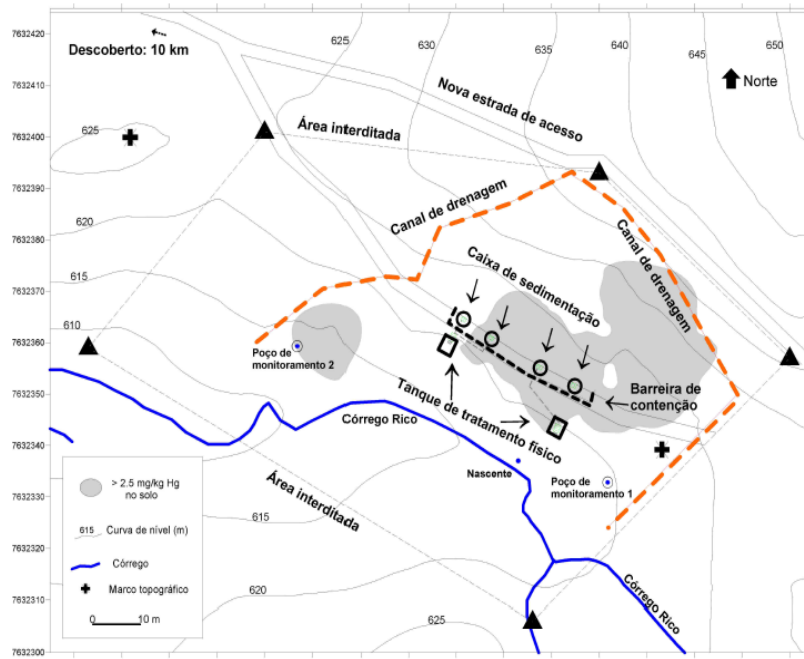 7632420
7632410
7632400
7632390
7632380
7632370
7632360
7632350
7632340
7632330
7632320
7632310
7632300
Descoberto: 10 km
625
630
635
640
645
650
Norte
Nova estrada de acesso
Área interditada
625
Canal de drenagem
Canal de drenagem
620
615
610
Caixa de sedimentação
Poço de
monitoramento 2
Barreira de
contenção
Tanque de tratamento físico
Córrego Rico
Nascente
Poço de
monitoramento 1
Área interditada
615
620
625
Córrego Rico
> 2.5 mg/kg Hg
no solo
615 Curva de nível (m)
Córrego
Marco topográfico
0 10 m